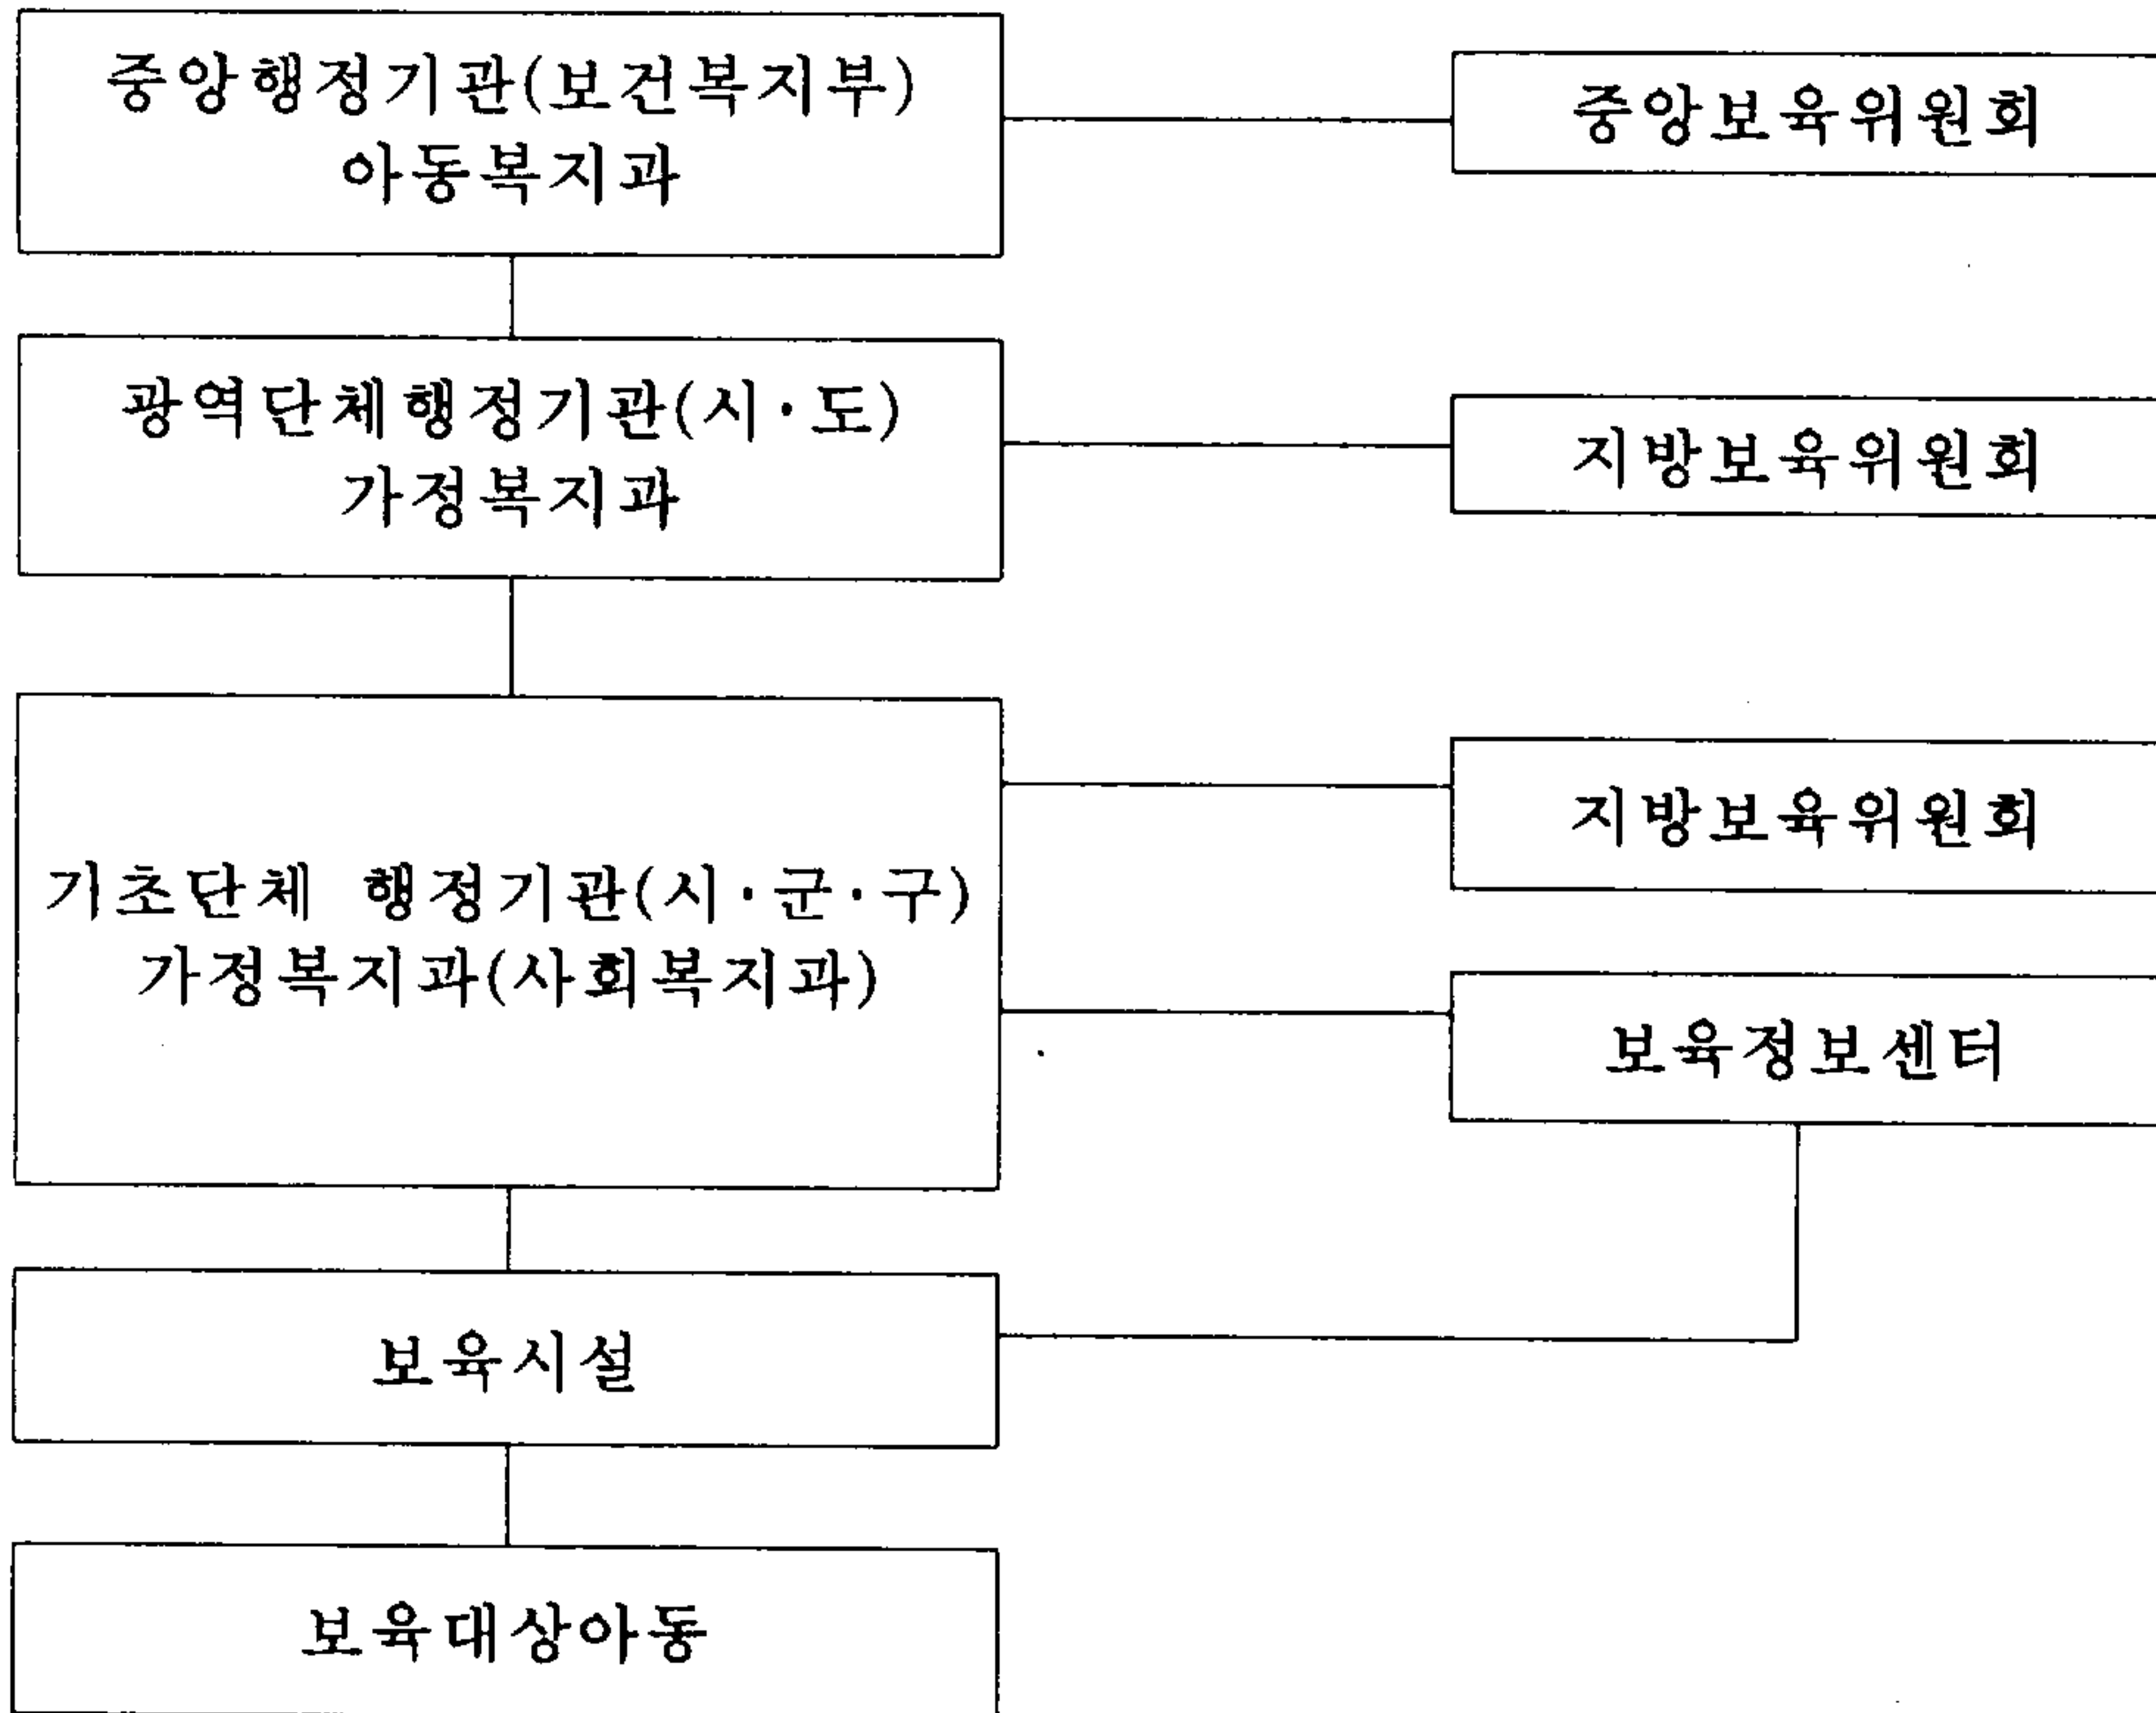 중앙행정기관(보건복지부)
아동복지과
중앙보육위원회
광역단체행정기관(시·도)
가정복지과
지방보육위원회
기초단체 행정기관(시·군·구)
가정복지과(사회복지과)
지방보육위원회
보육정보센터
보육시설
보육대상아동